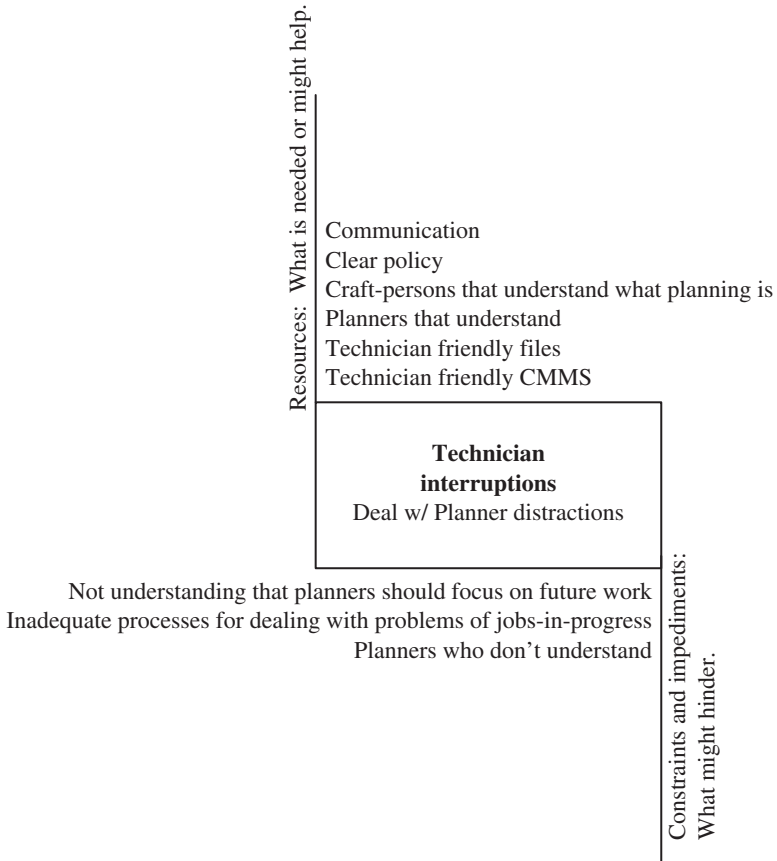 Resources:  What is needed or might help.
Communication
Clear policy
Craft-persons that understand what planning is
Planners that understand
Technician friendly files
Technician friendly CMMS
Technician
interruptions
Deal w/ Planner distractions
Not understanding that planners should focus on future work
Inadequate processes for dealing with problems of jobs-in-progress
Planners who don’t understand
Constraints and impediments:
What might hinder.